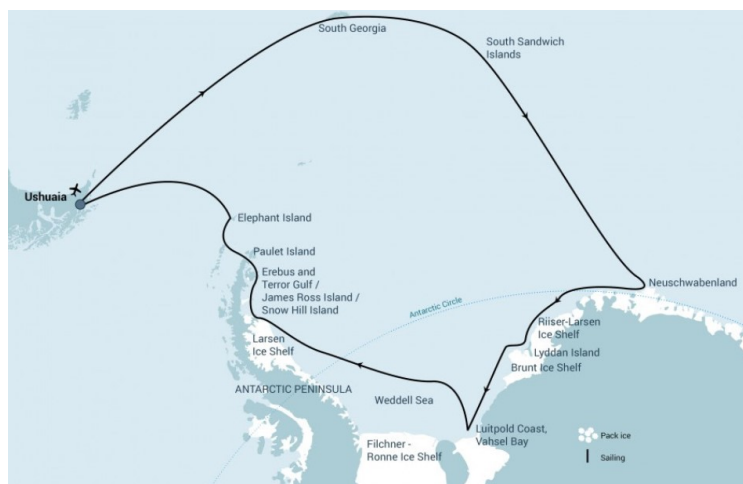 South Georgia
South Sandwich
Islands
Ushuaia
Elephant Island
Paulet Island
Erebus and
Terror Gulf /
James Ross Island /
Snow Hill Island
Neuschwabenland
Antarctic Circle
Riiser-Larsen
Ice Shelf
Larsen
Ice Shelf
Lyddan Island
Brunt Ice Shelf
ANTARCTIC PENINSULA
Weddell Sea
Luitpold Coast,
Vahsel Bay
Filchner -
Ronne Ice Shelf
Pack ice
Sailing